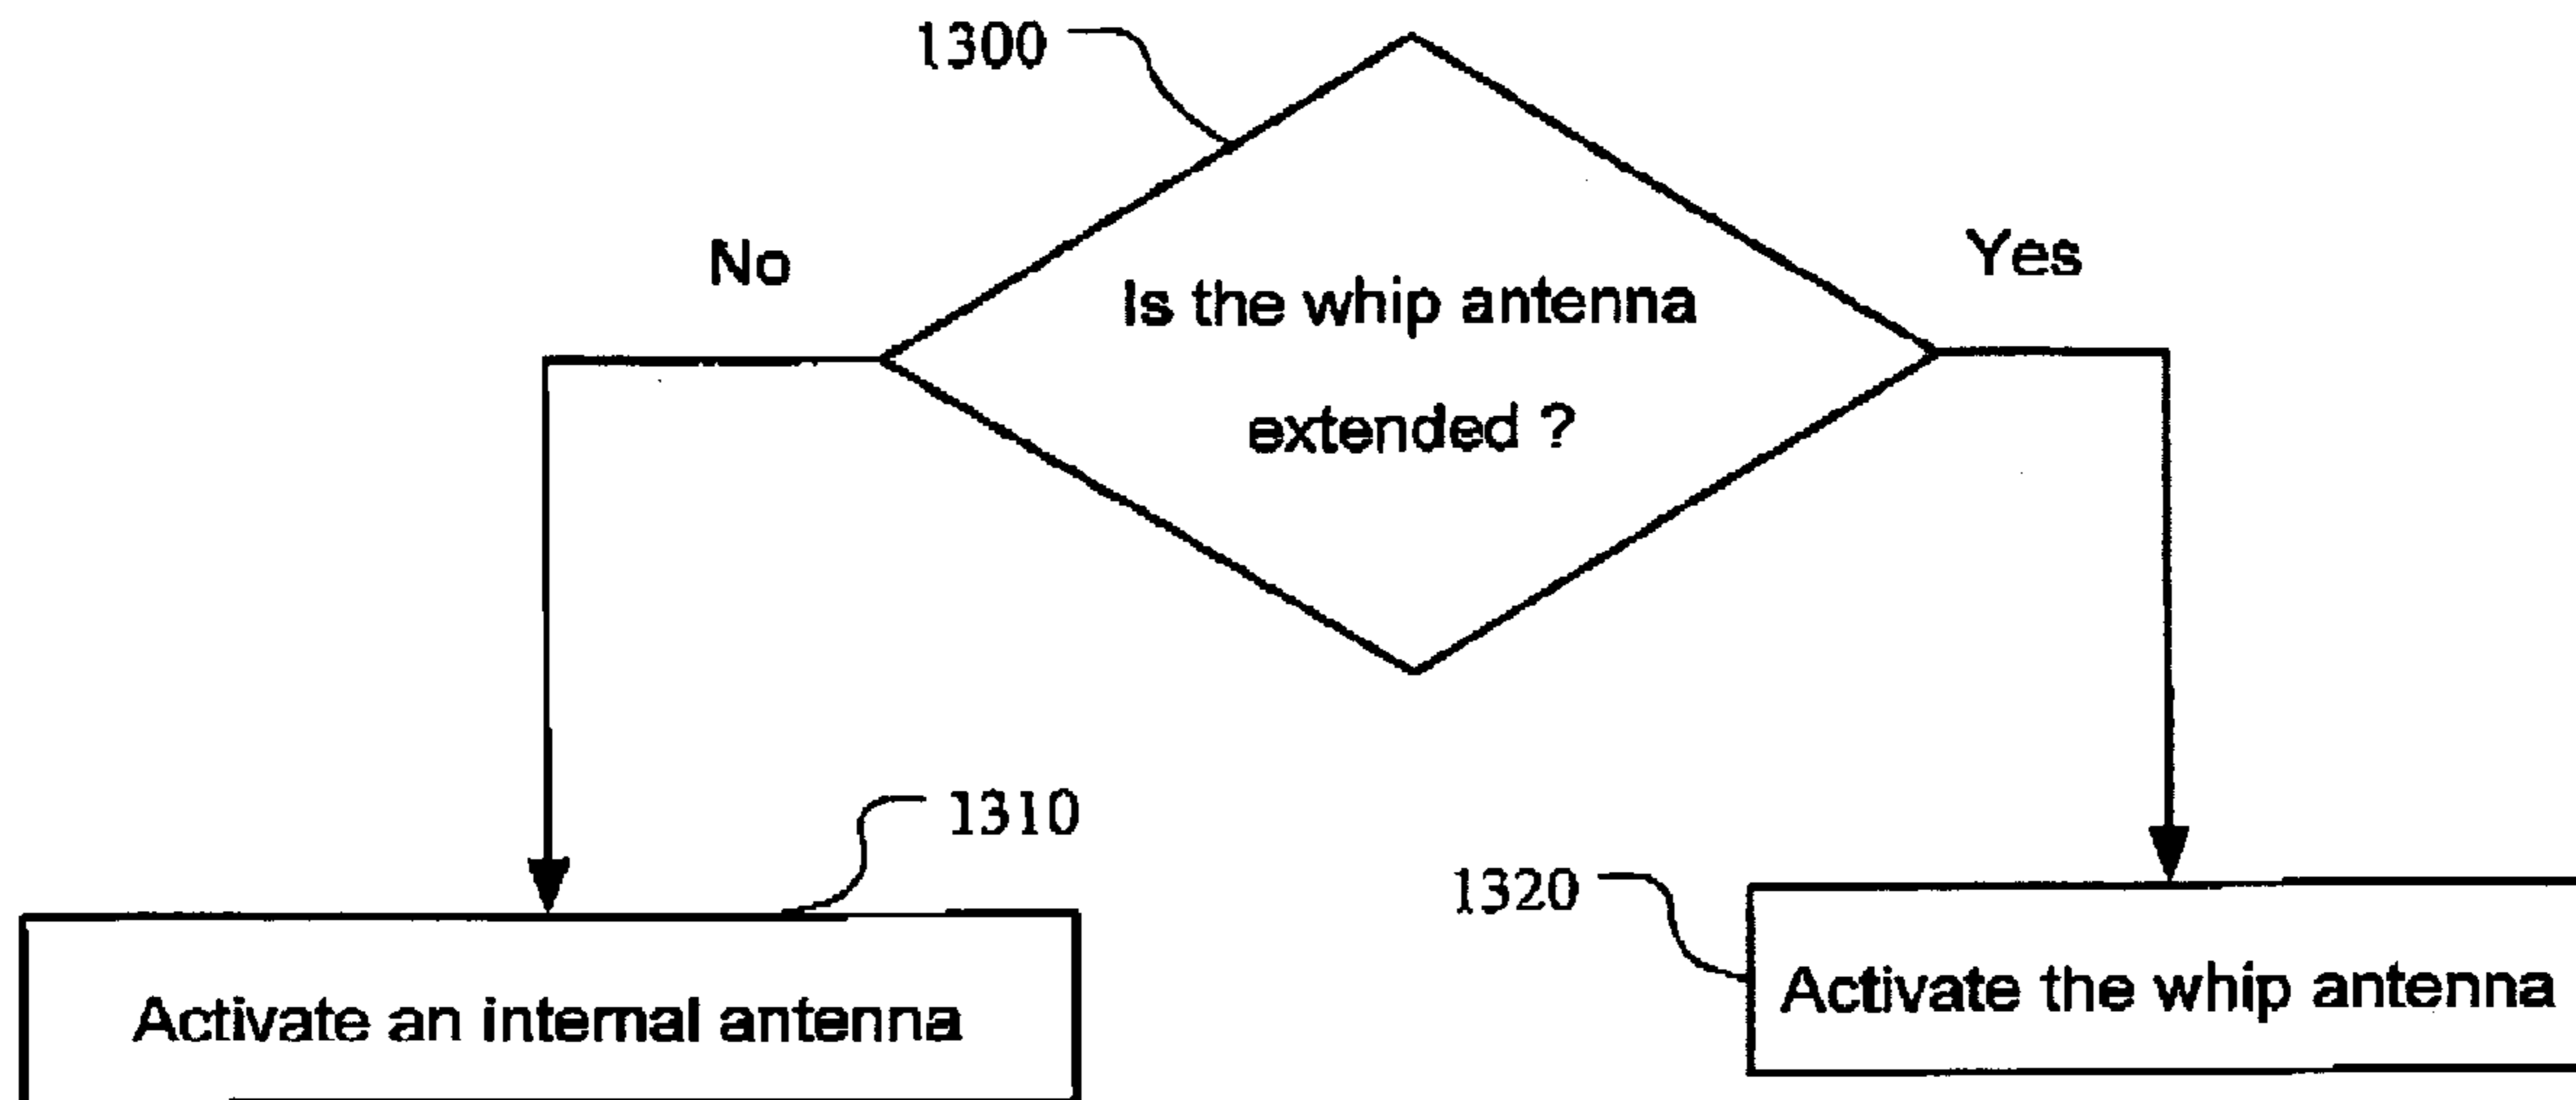 1300
No
Yes
Is the whip antenna
extended ?
1310
1320
Activate an internal antenna
Activate the whip antenna